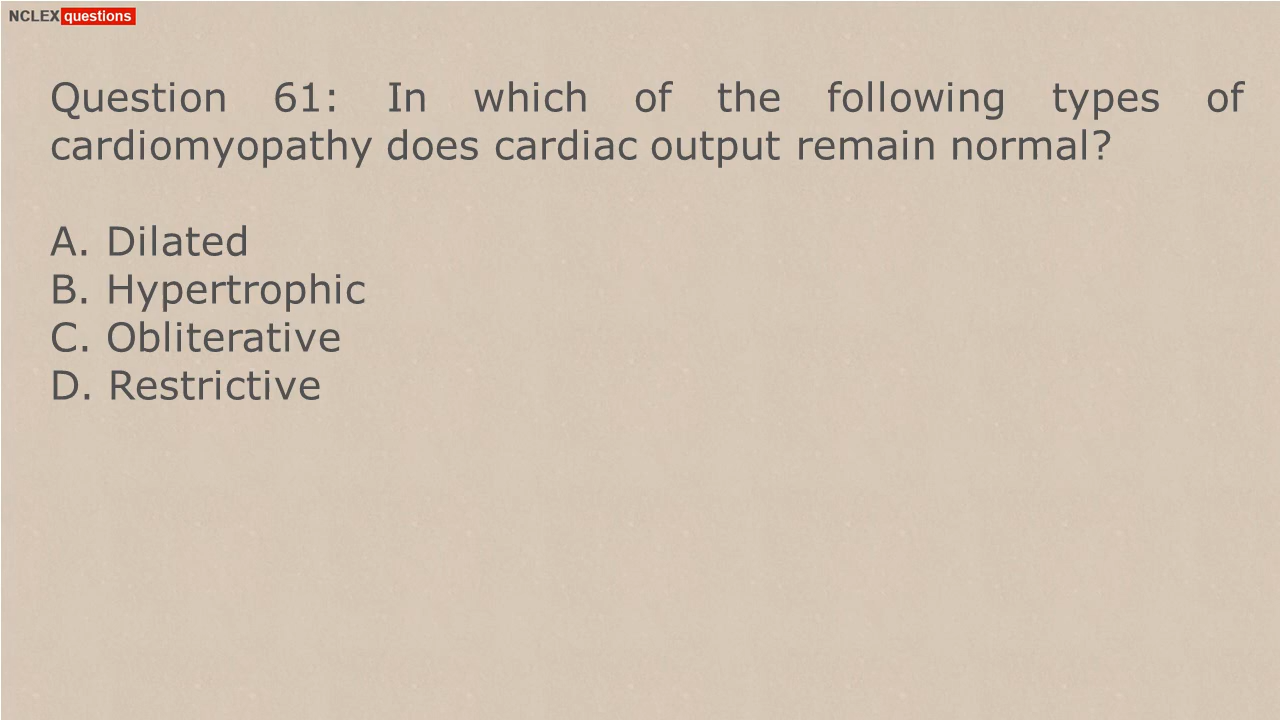 NCLEX questions
Question 61: In which of the following types of
cardiomyopathy does cardiac output remain normal?
A. Dilated
B. Hypertrophic
C. Obliterative
D. Restrictive